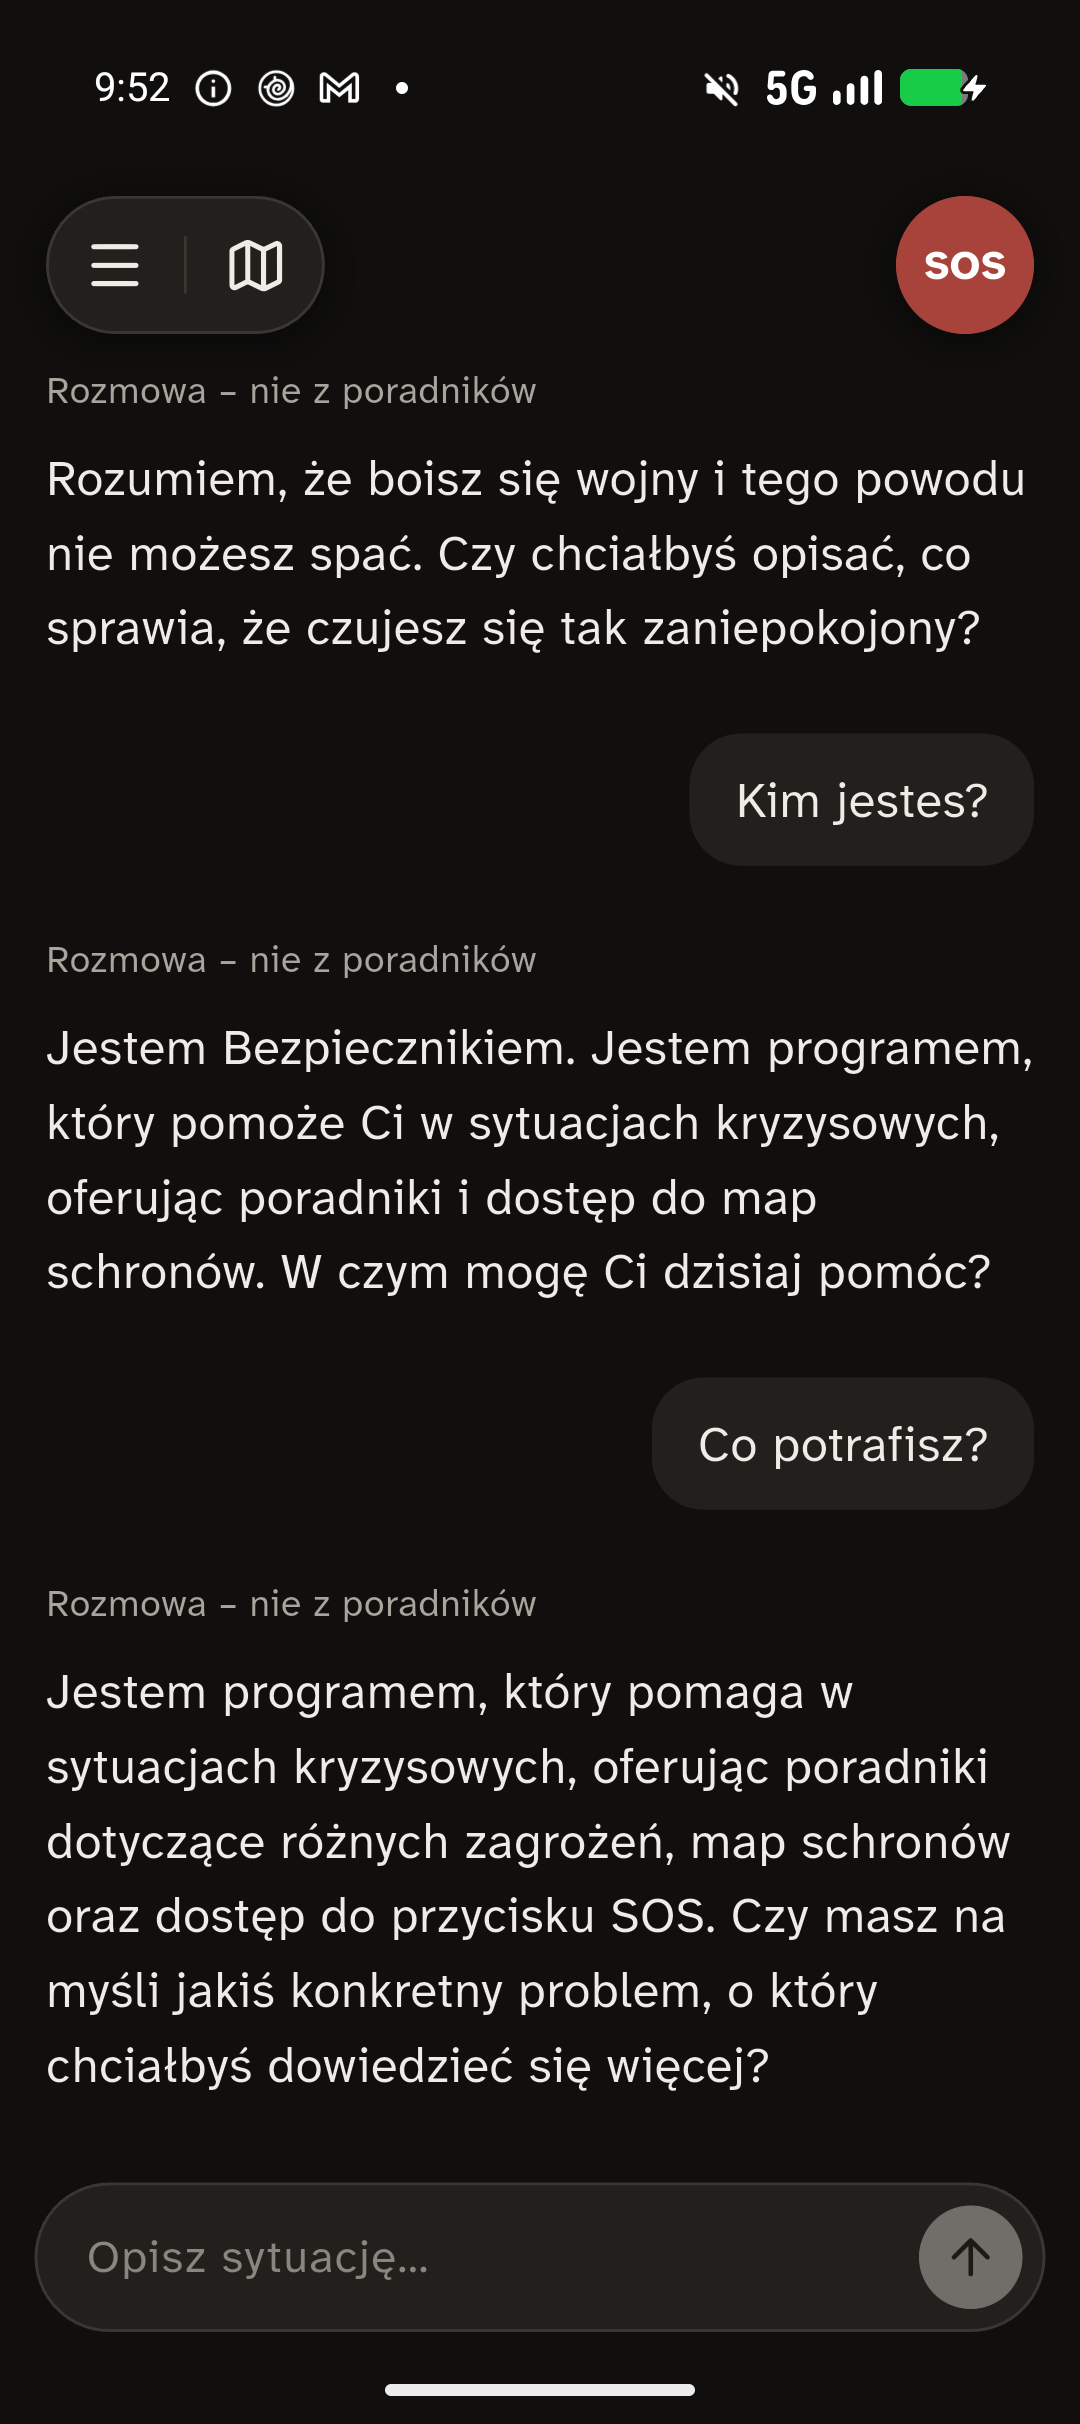 9:52
5G
SOS
Rozmowa – nie z poradników
Rozumiem, że boisz się wojny i tego powodu
nie możesz spać. Czy chciałbyś opisać, co
sprawia, że czujesz się tak zaniepokojony?
Kim jestes?
Rozmowa – nie z poradników
Jestem Bezpiecznikiem. Jestem programem,
który pomoże Ci w sytuacjach kryzysowych,
oferując poradniki i dostęp do map
schronów. W czym mogę Ci dzisiaj pomóc?
Co potrafisz?
Rozmowa – nie z poradników
Jestem programem, który pomaga w
sytuacjach kryzysowych, oferując poradniki
dotyczące różnych zagrożeń, map schronów
oraz dostęp do przycisku SOS. Czy masz na
myśli jakiś konkretny problem, o który
chciałbyś dowiedzieć się więcej?
Opisz sytuację...